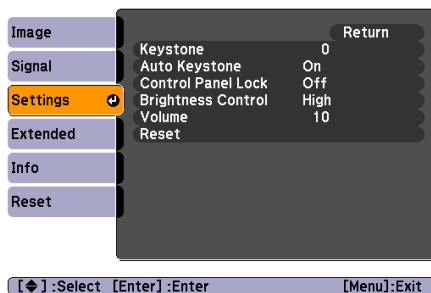 Image
Signal
Settings
Extended
Info
Reset
Return
Keystone 0
Auto Keystone On
Control Panel Lock Off
Brightness Control High
Volume 10
Reset
[◆] :Select [Enter] :Enter [Menu]:Exit